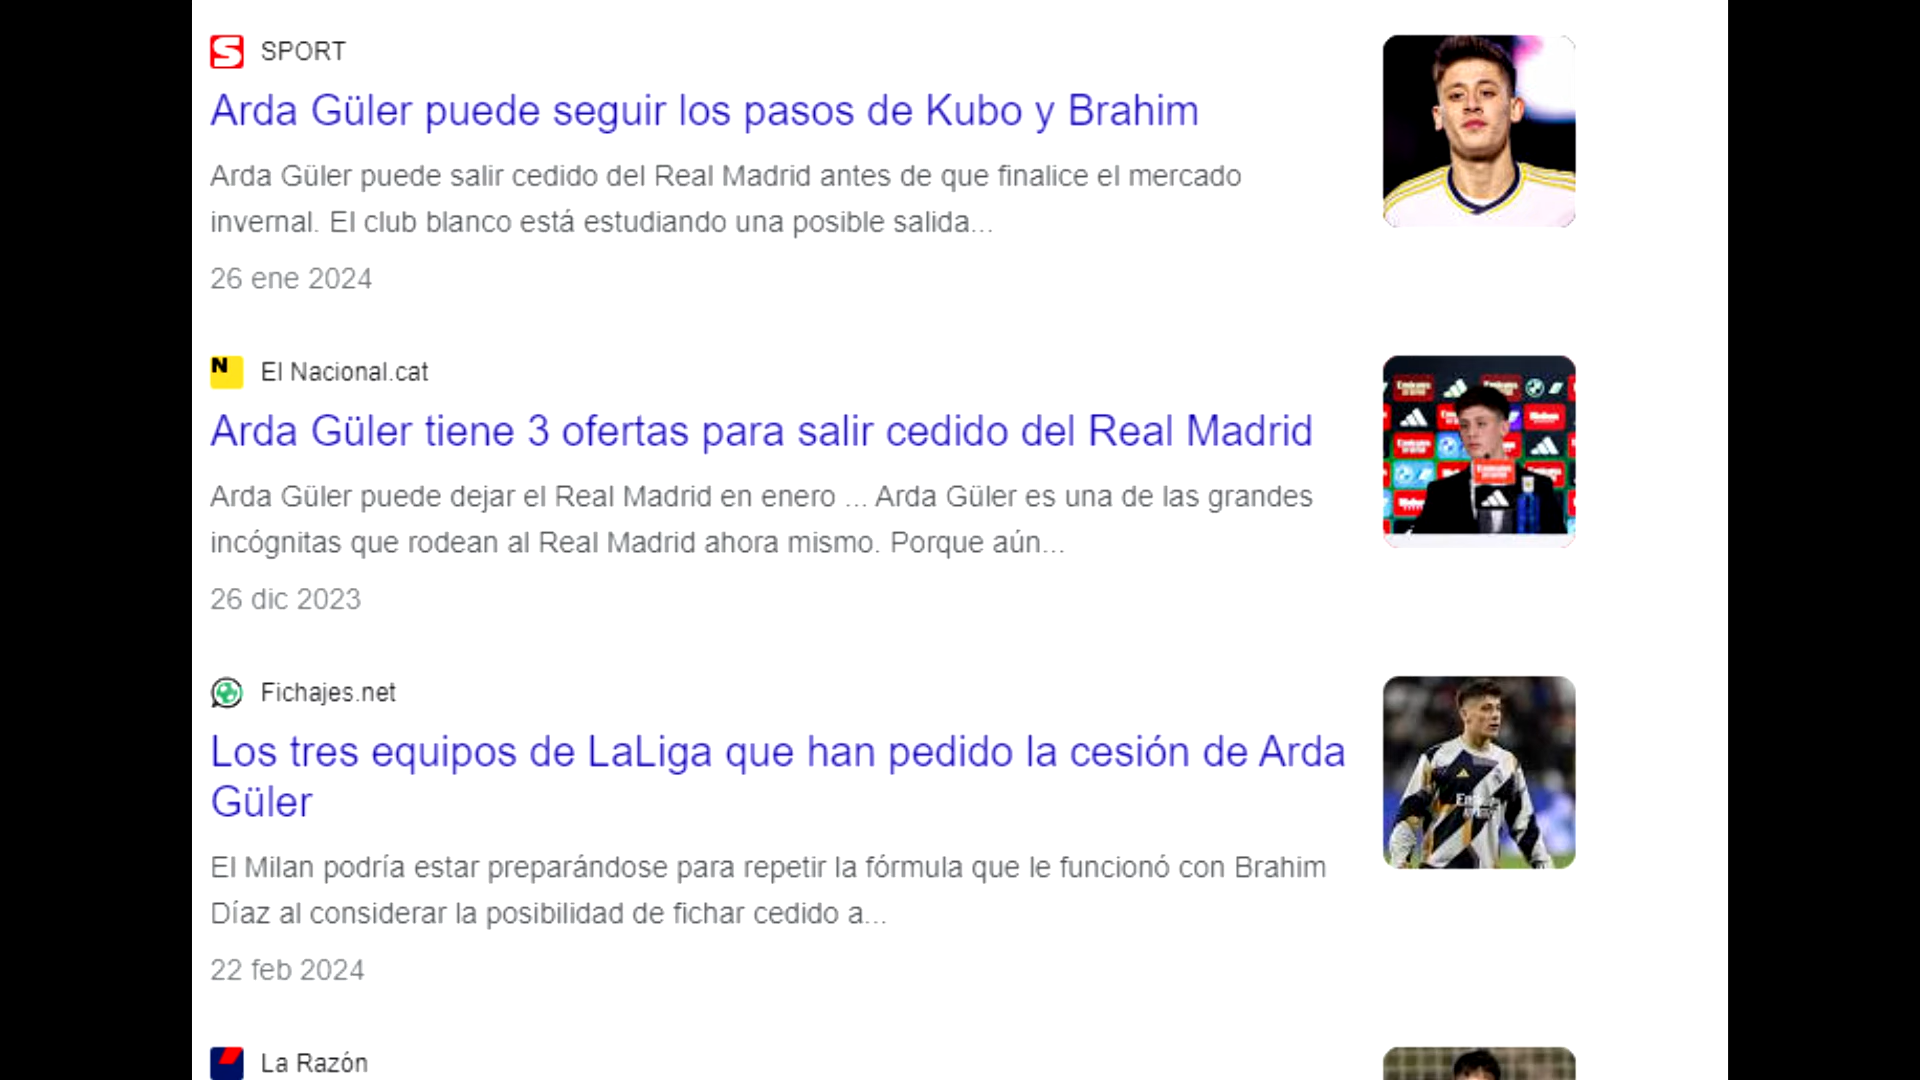 SPORT
Arda Güler puede seguir los pasos de Kubo y Brahim
Arda Güler puede salir cedido del Real Madrid antes de que finalice el mercado
invernal. El club blanco está estudiando una posible salida...
26 ene 2024
El Nacional.cat
Arda Güler tiene 3 ofertas para salir cedido del Real Madrid
Arda Güler puede dejar el Real Madrid en enero ... Arda Güler es una de las grandes
incógnitas que rodean al Real Madrid ahora mismo. Porque aún...
26 dic 2023
Fichajes.net
Los tres equipos de LaLiga que han pedido la cesión de Arda
Güler
El Milan podría estar preparándose para repetir la fórmula que le funcionó con Brahim
Díaz al considerar la posibilidad de fichar cedido a...
22 feb 2024
La Razón